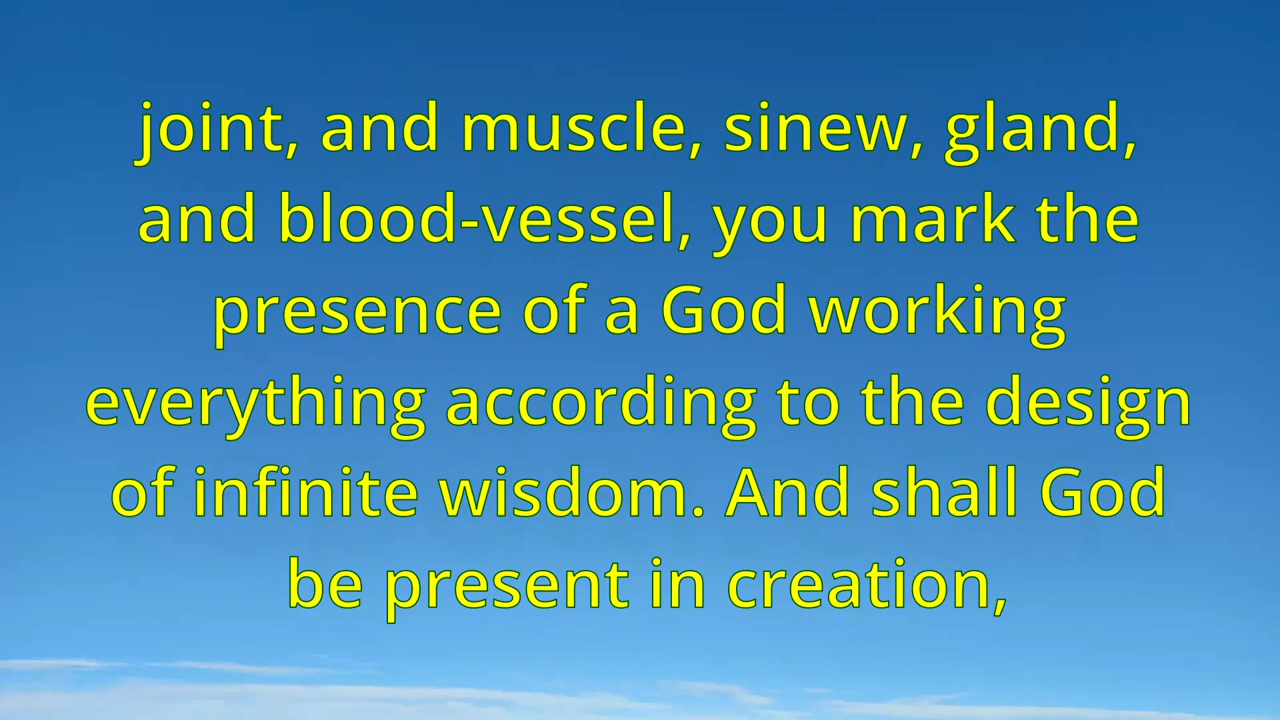 joint, and muscle, sinew, gland,
and blood-vessel, you mark the
presence of a God working
everything according to the design
of infinite wisdom. And shall God
be present in creation,